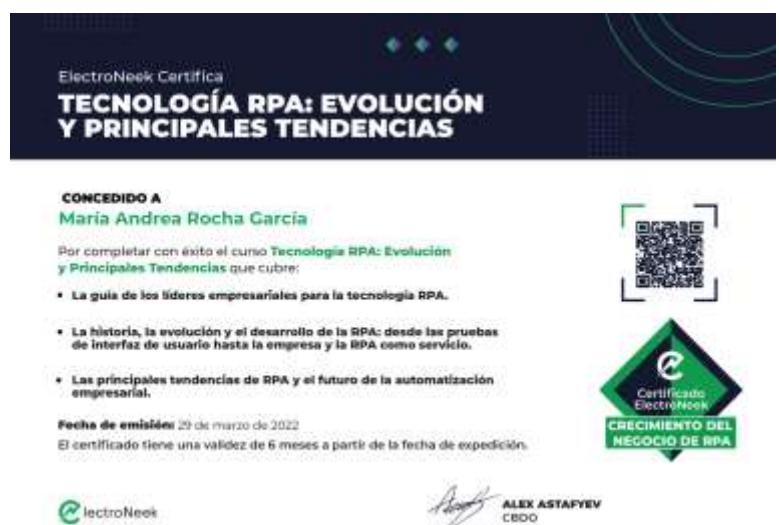 ElectroNeek Certifica
TECNOLOGÍA RPA: EVOLUCIÓN
Y PRINCIPALES TENDENCIAS
CONCEDIDO A
María Andrea Rocha García
Por completar con éxito el curso Tecnología RPA: Evolución
y Principales Tendencias que cubre:
• La guía de los líderes empresariales para la tecnología RPA.
• La historia, la evolución y el desarrollo de la RPA: desde las pruebas
de interfaz de usuario hasta la empresa y la RPA como servicio.
• Las principales tendencias de RPA y el futuro de la automatización
empresarial.
Fecha de emisión: 29 de marzo de 2022
El certificado tiene una validez de 6 meses a partir de la fecha de expedición.
Certificado
ElectroNeek
CRECIMIENTO DEL
NEGOCIO DE RPA
ElectroNeek
ALEX ASTAFYEV
CBDO